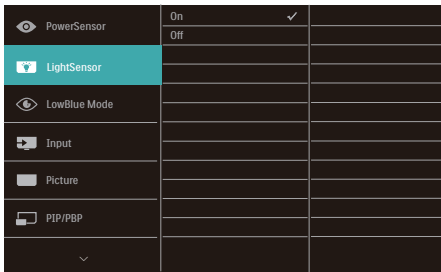 PowerSensor
On
Off
LightSensor
LowBlue Mode
Input
Picture
PIP/PBP